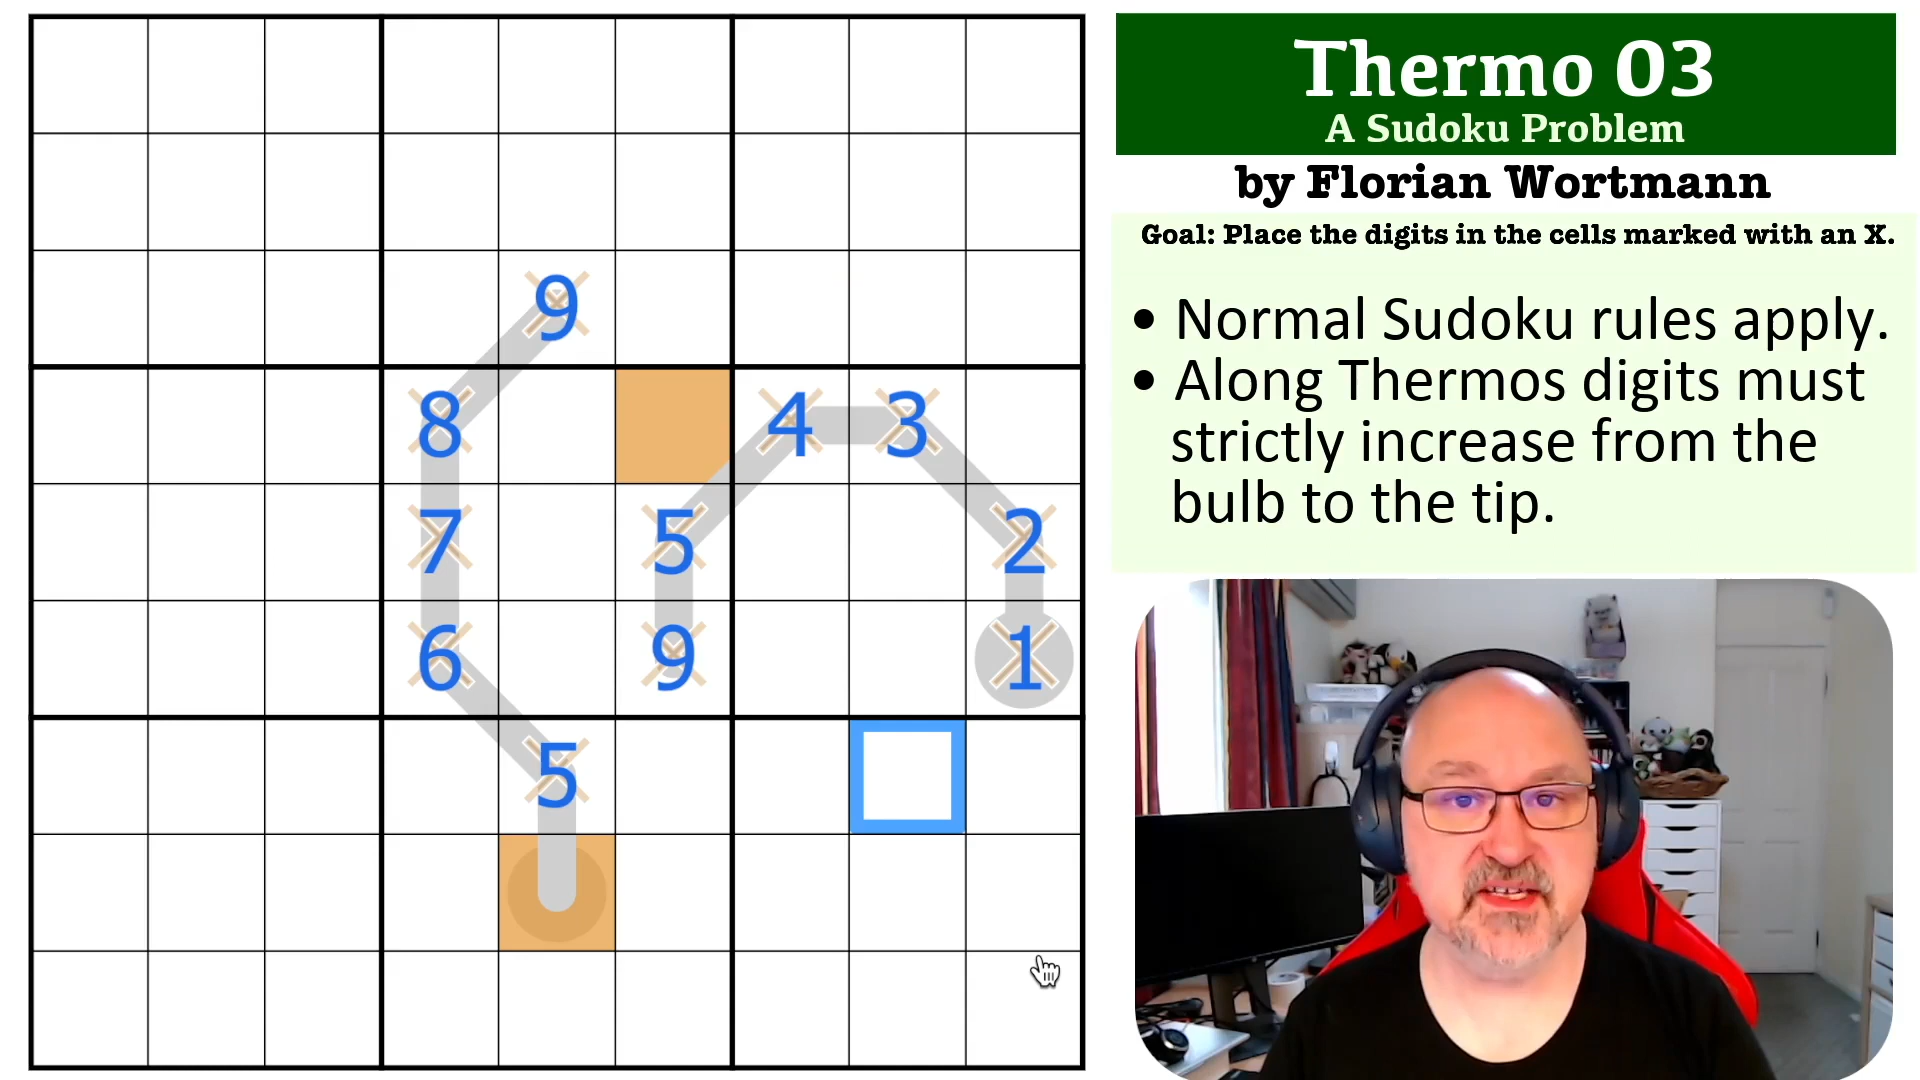 Thermo 03
A Sudoku Problem
by Florian Wortmann
Goal: Place the digits in the cells marked with an X.
• Normal Sudoku rules apply.
• Along Thermos digits must
strictly increase from the
bulb to the tip.
9
8 4 3
7 5 2
6 9 1
5